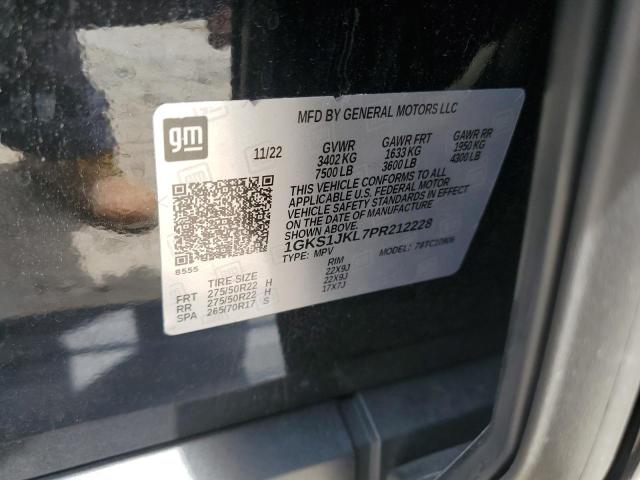 MFD BY GENERAL MOTORS LLC
gm
11/22
GVWR GAWR FRT GAWR RR
3402 KG 1633 KG 1950 KG
7500 LB 3600 LB 4300 LB
THIS VEHICLE CONFORMS TO ALL
APPLICABLE U.S. FEDERAL MOTOR
VEHICLE SAFETY STANDARDS IN EFFECT
ON THE DATE OF MANUFACTURE
SHOWN ABOVE.
1GKS1JKL7PR212228
TYPE: MPV MODEL:
8555
TIRE SIZE RIM
FRT 275/50R22 H 22X9J
RR 275/50R22 H 22X9J
SPA 265/70R17 S 17X7J